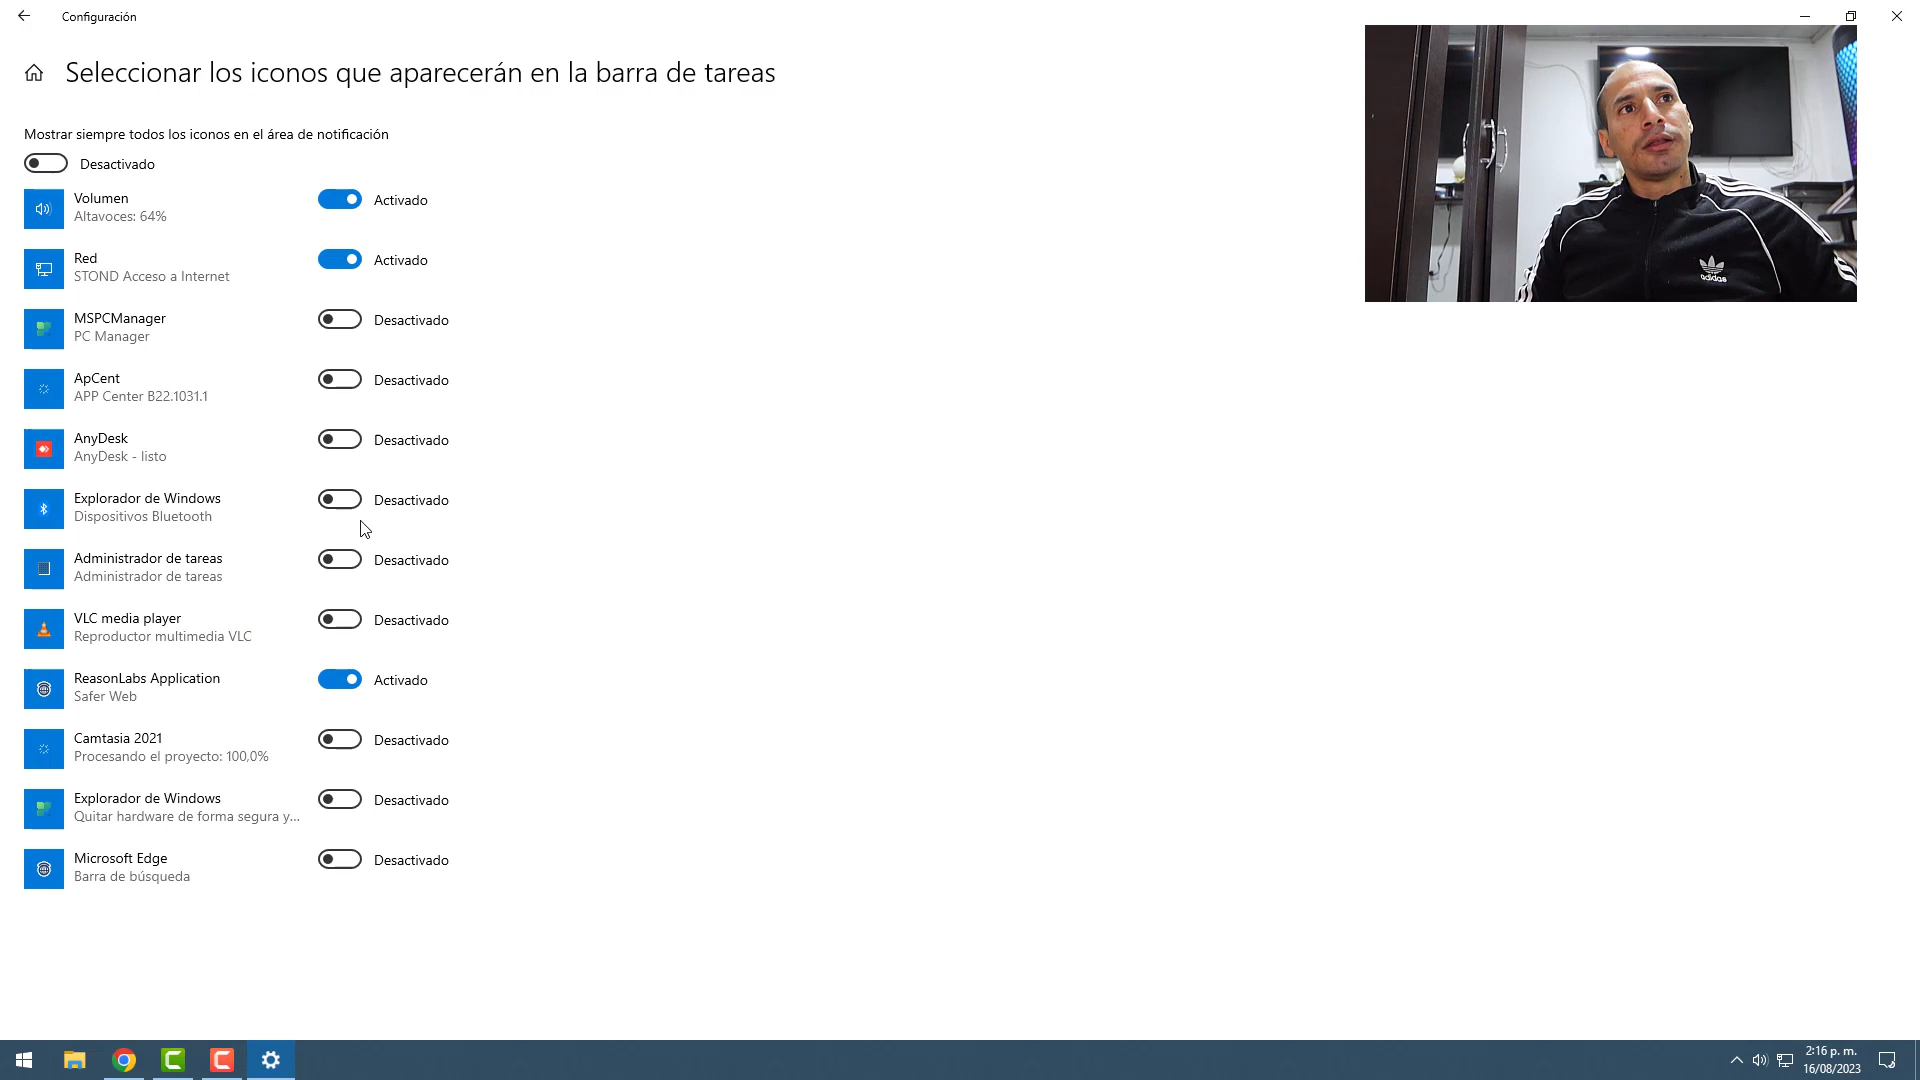 Configuración
Seleccionar los iconos que aparecerán en la barra de tareas
Mostrar siempre todos los iconos en el área de notificación
Desactivado
Volumen
Altavoces: 64%
Activado
Red
STOND Acceso a Internet
Activado
MSPCManager
PC Manager
Desactivado
ApCent
APP Center B22.1031.1
Desactivado
AnyDesk
AnyDesk - listo
Desactivado
Explorador de Windows
Dispositivos Bluetooth
Desactivado
Administrador de tareas
Administrador de tareas
Desactivado
VLC media player
Reproductor multimedia VLC
Desactivado
ReasonLabs Application
Safer Web
Activado
Camtasia 2021
Procesando el proyecto: 100,0%
Desactivado
Explorador de Windows
Quitar hardware de forma segura y...
Desactivado
Microsoft Edge
Barra de búsqueda
Desactivado
adidas
2:16 p. m.
16/08/2023